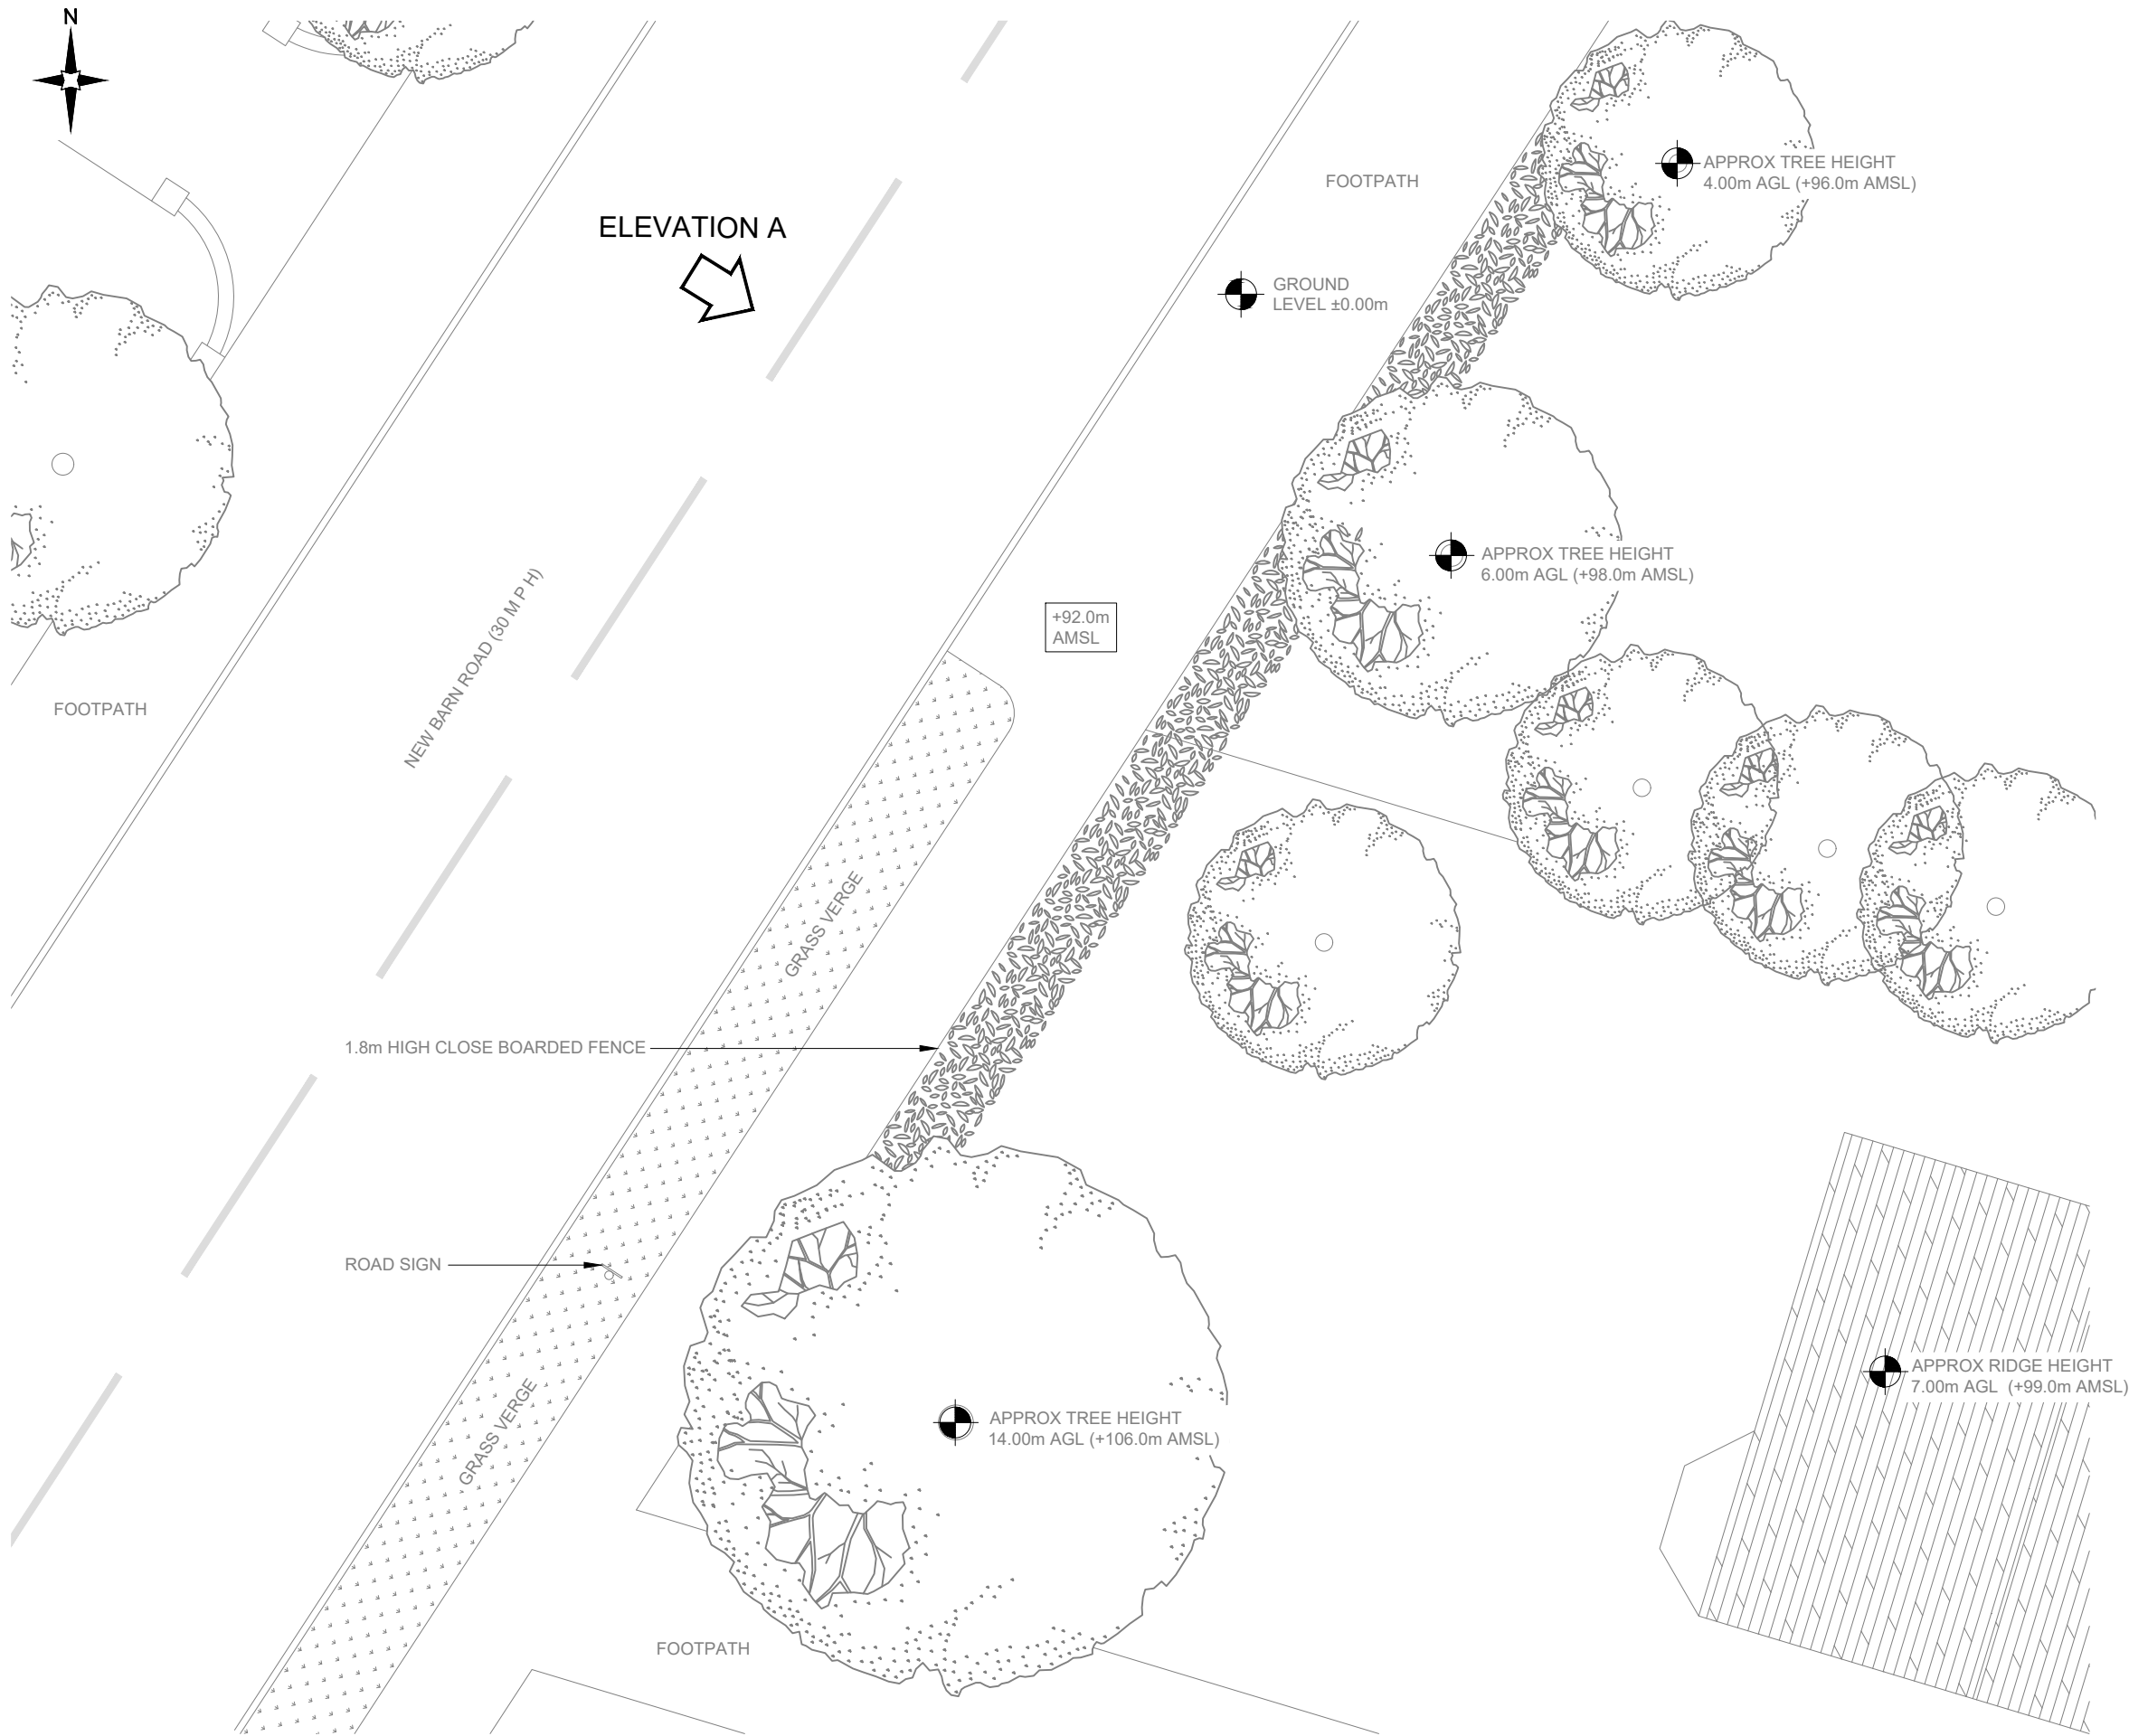 N
FOOTPATH
APPROX TREE HEIGHT
4.00m AGL (+96.0m AMSL)
ELEVATION A
GROUND
LEVEL ±0.00m
APPROX TREE HEIGHT
6.00m AGL (+98.0m AMSL)
+92.0m
AMSL
NEW BARN ROAD (30 M P H)
FOOTPATH
GRASS VERGE
1.8m HIGH CLOSE BOARDED FENCE
ROAD SIGN
APPROX RIDGE HEIGHT
7.00m AGL (+99.0m AMSL)
APPROX TREE HEIGHT
14.00m AGL (+106.0m AMSL)
GRASS VERGE
FOOTPATH